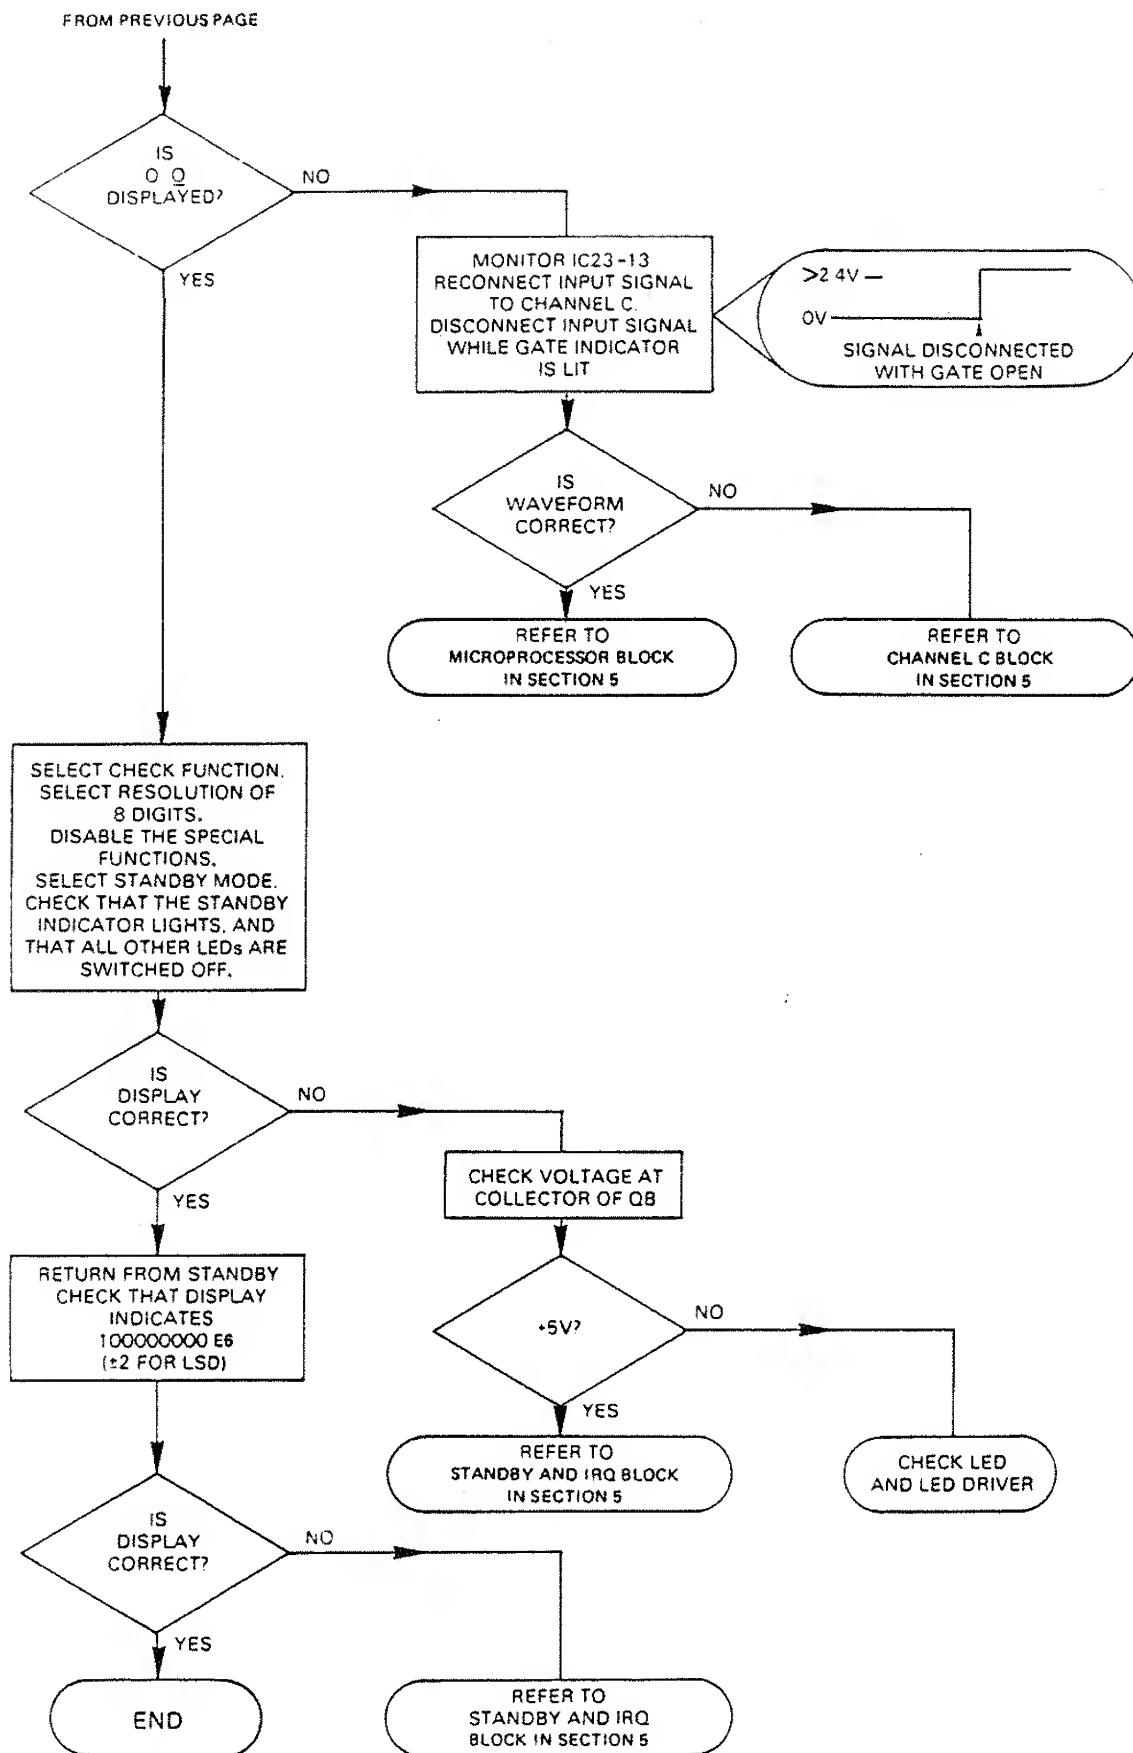 FROM PREVIOUS PAGE
IS
0 0
DISPLAYED?
NO
YES
MONITOR IC23-13
RECONNECT INPUT SIGNAL
TO CHANNEL C.
DISCONNECT INPUT SIGNAL
WHILE GATE INDICATOR
IS LIT
>2 4V
0V
SIGNAL DISCONNECTED
WITH GATE OPEN
IS
WAVEFORM
CORRECT?
NO
YES
REFER TO
MICROPROCESSOR BLOCK
IN SECTION 5
REFER TO
CHANNEL C BLOCK
IN SECTION 5
SELECT CHECK FUNCTION.
SELECT RESOLUTION OF
8 DIGITS.
DISABLE THE SPECIAL
FUNCTIONS.
SELECT STANDBY MODE.
CHECK THAT THE STANDBY
INDICATOR LIGHTS, AND
THAT ALL OTHER LEDs ARE
SWITCHED OFF.
IS
DISPLAY
CORRECT?
NO
YES
CHECK VOLTAGE AT
COLLECTOR OF QB
RETURN FROM STANDBY
CHECK THAT DISPLAY
INDICATES
100000000 E6
(±2 FOR LSD)
+5V?
NO
YES
REFER TO
STANDBY AND IRQ BLOCK
IN SECTION 5
CHECK LED
AND LED DRIVER
IS
DISPLAY
CORRECT?
NO
YES
END
REFER TO
STANDBY AND IRQ
BLOCK IN SECTION 5